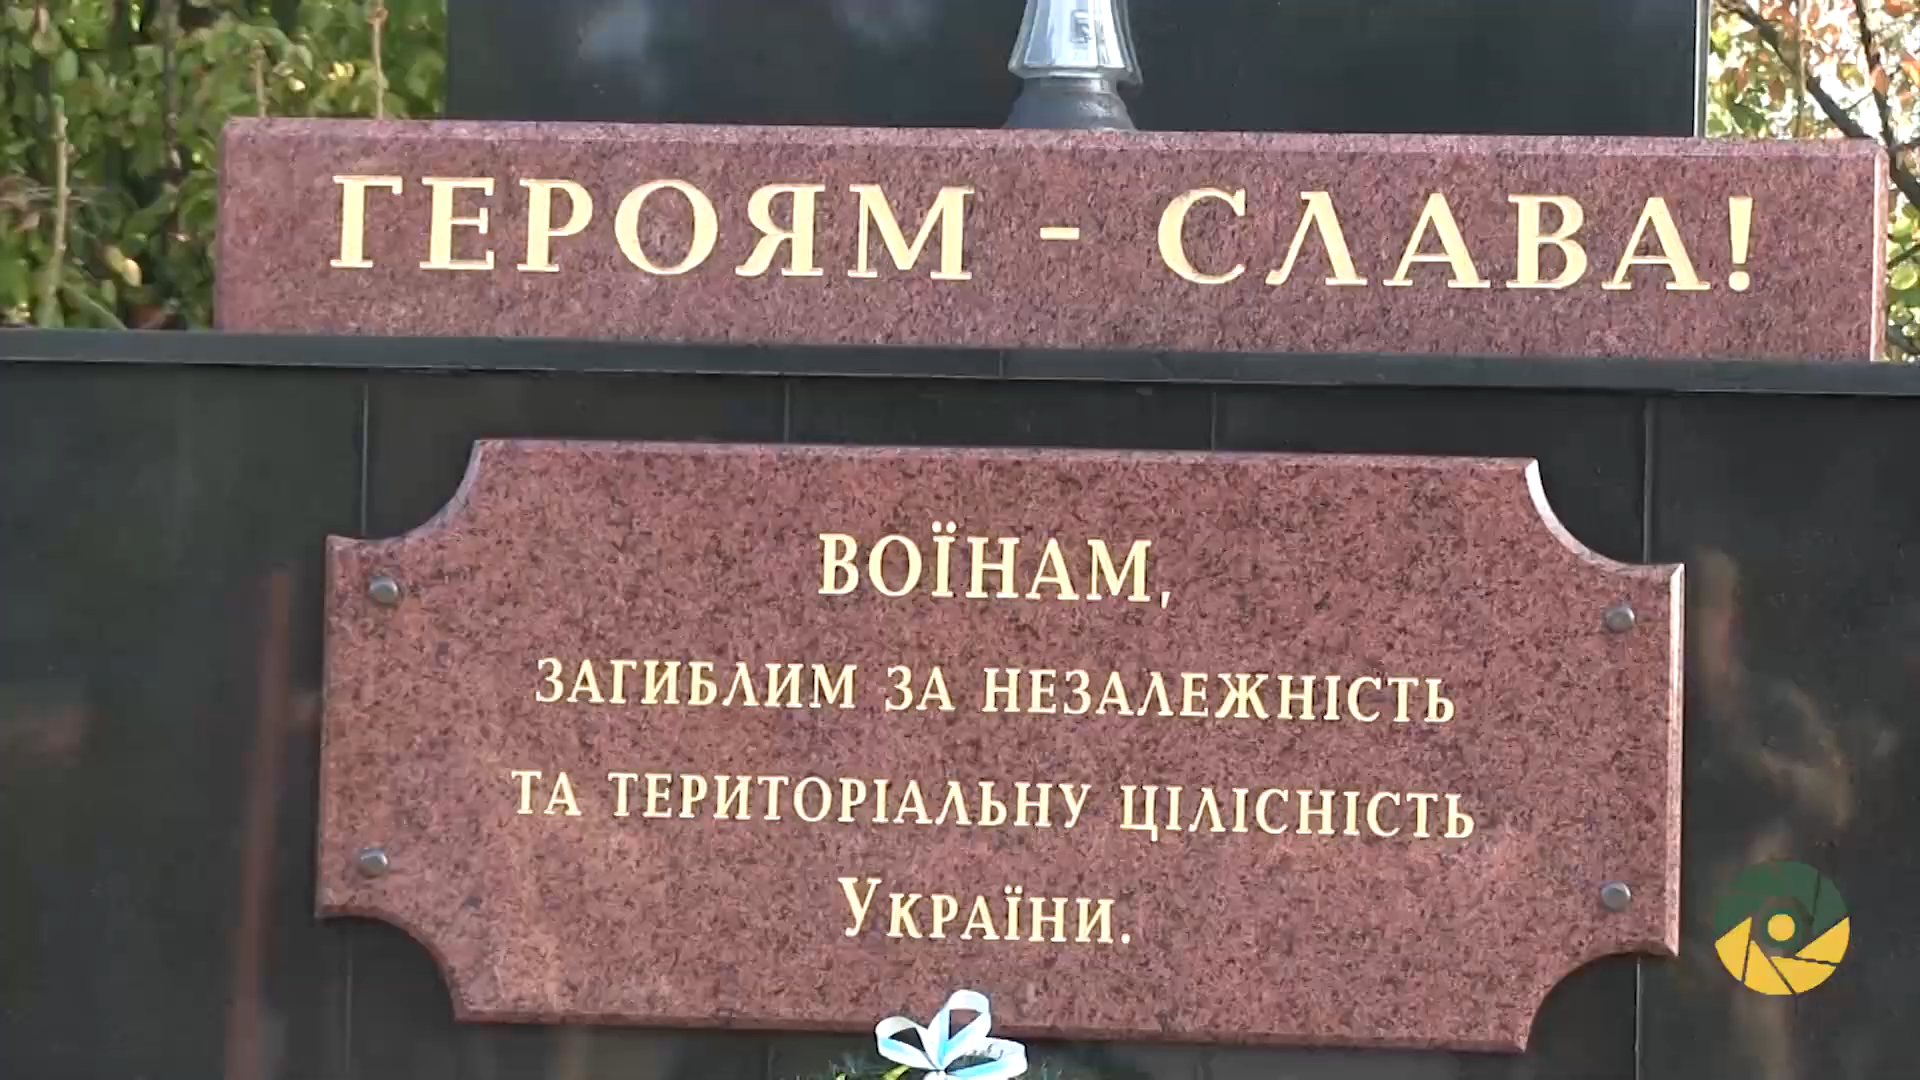 ГЕРОЯМ - СЛАВА!
ВОЇНАМ,
ЗАГИБЛИМ ЗА НЕЗАЛЕЖНІСТЬ
ТА ТЕРИТОРІАЛЬНУ ЦІЛІСНІСТЬ
УКРАЇНИ.